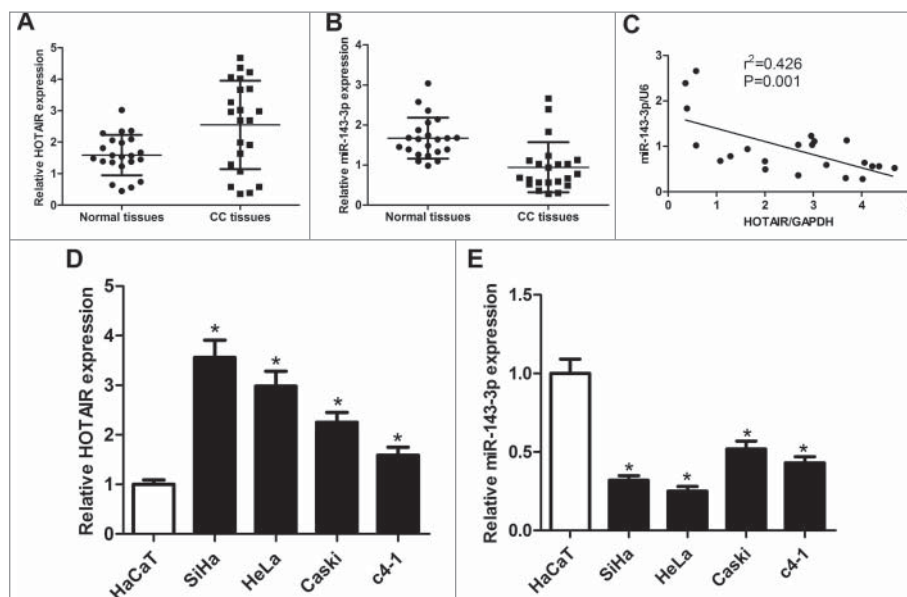 A
Relative HOTAIR expression
5
4
3
2
1
0
Normal tissues
CC tissues
B
Relative miR-143-3p expression
4
3
2
1
0
Normal tissues
CC tissues
C
r²=0.426
P=0.001
miR-143-3p/U6
3
2
1
0
0
1
2
3
4
HOTAIR/GAPDH
D
Relative HOTAIR expression
5
4
3
2
1
0
*
*
*
*
HaCaT
SiHa
HeLa
Caski
c4-1
E
Relative miR-143-3p expression
1.5
1.0
0.5
0.0
*
*
*
*
HaCaT
SiHa
HeLa
Caski
c4-1